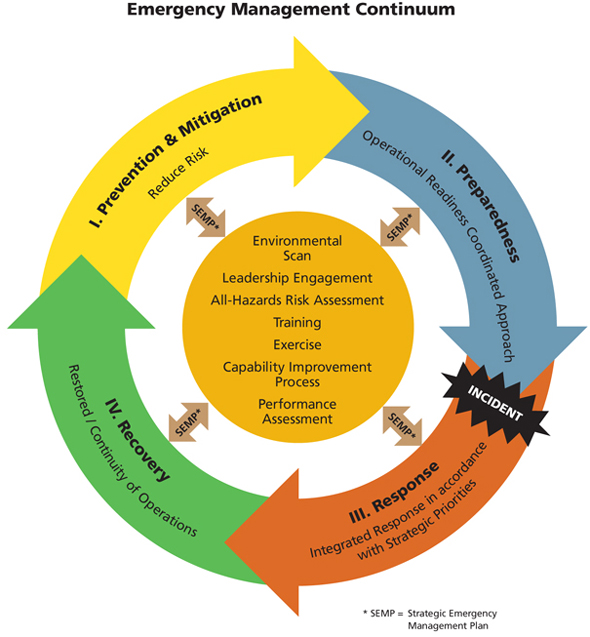 Emergency Management Continuum
I. Prevention & Mitigation
Reduce Risk
II. Preparedness
Operational Readiness Coordinated Approach
SEMP*
SEMP*
Environmental
Scan
Leadership Engagement
All-Hazards Risk Assessment
Training
Exercise
Capability Improvement
Process
Performance
Assessment
SEMP*
SEMP*
INCIDENT
III. Response
Integrated Response in accordance
with Strategic Priorities
IV. Recovery
Restored / Continuity of Operations
* SEMP = Strategic Emergency
Management Plan